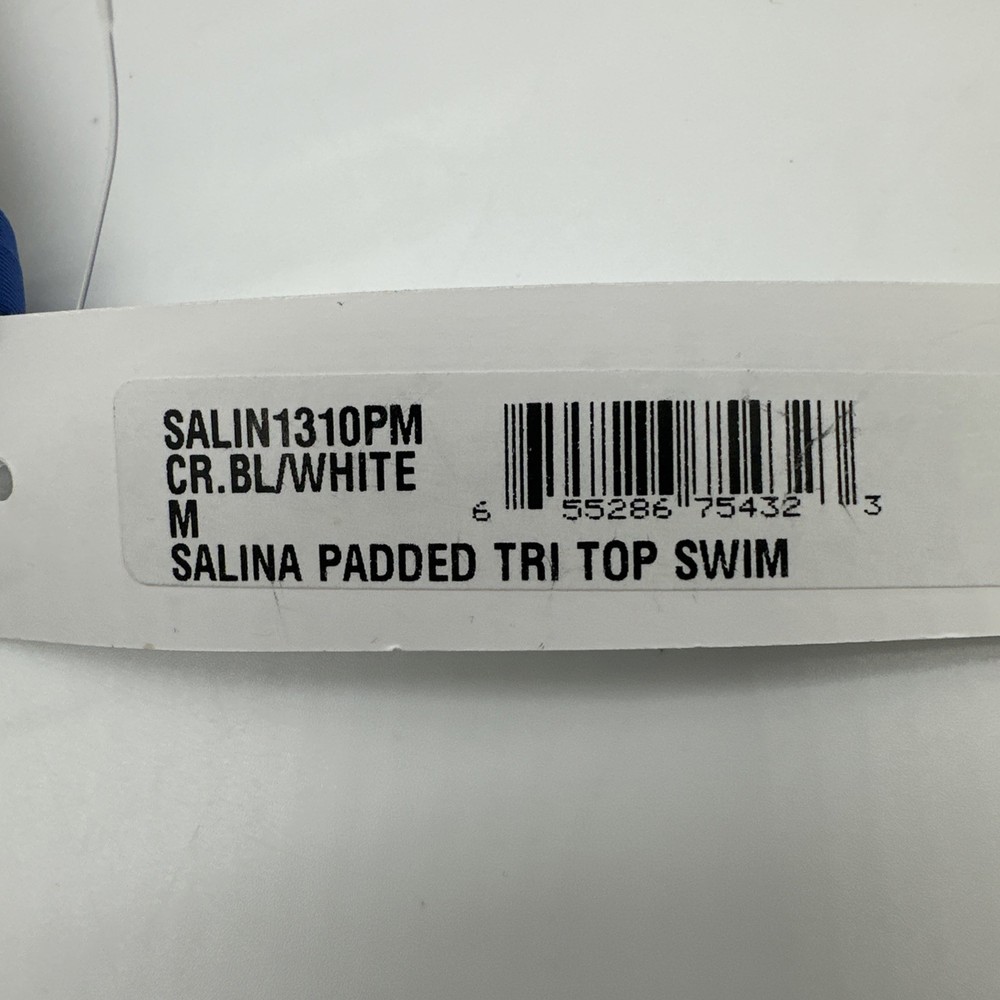 SALIN1310PM
CR.BL/WHITE
M
SALINA PADDED TRI TOP SWIM
6 55286 75432 3